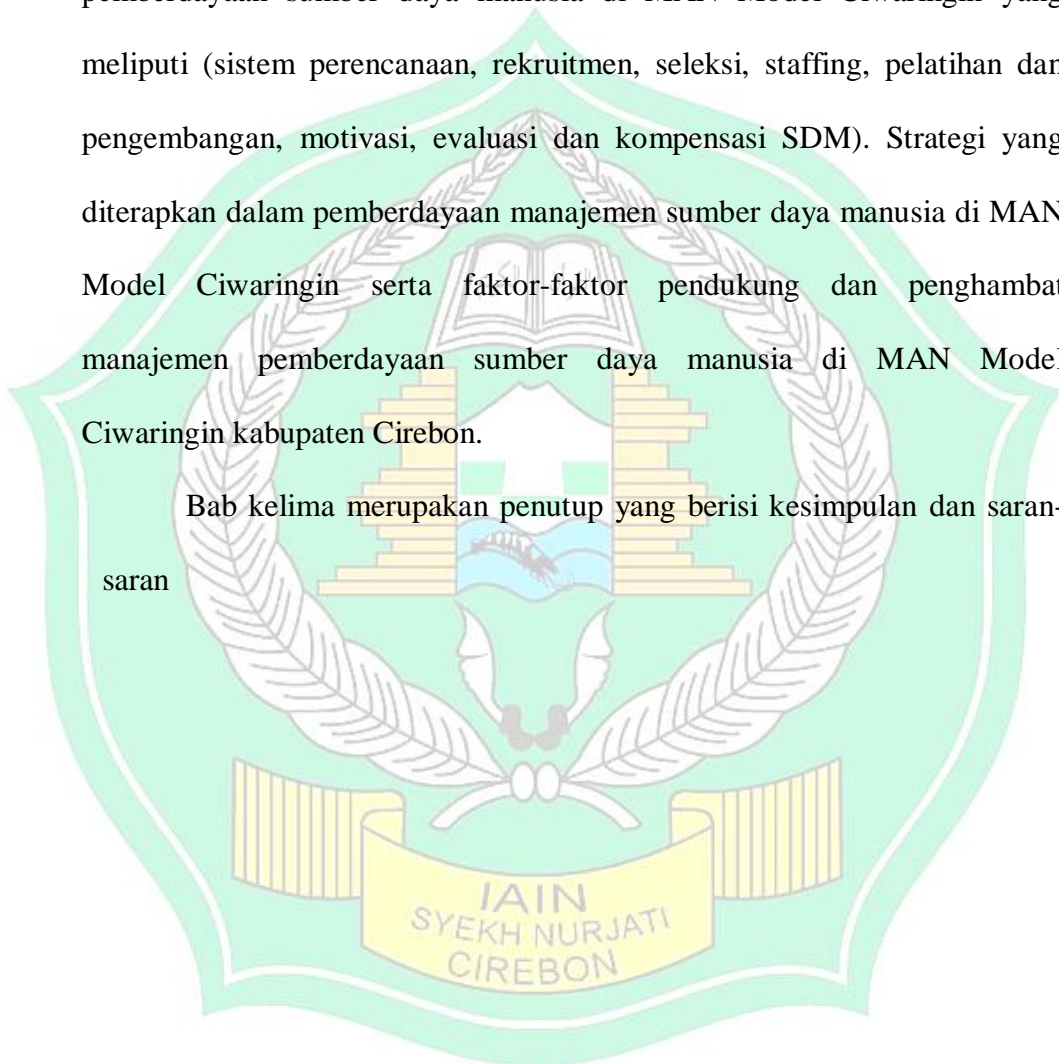 pemberdayaan sumber daya manusia di MAN Model Ciwaringin yang
meliputi (sistem perencanaan, rekruitmen, seleksi, staffing, pelatihan dan
pengembangan, motivasi, evaluasi dan kompensasi SDM). Strategi yang
diterapkan dalam pemberdayaan manajemen sumber daya manusia di MAN
Model Ciwaringin serta faktor-faktor pendukung dan penghambat
manajemen pemberdayaan sumber daya manusia di MAN Model
Ciwaringin kabupaten Cirebon.
Bab kelima merupakan penutup yang berisi kesimpulan dan saran-
saran
IAIN
SYEKH NURJATI
CIREBON